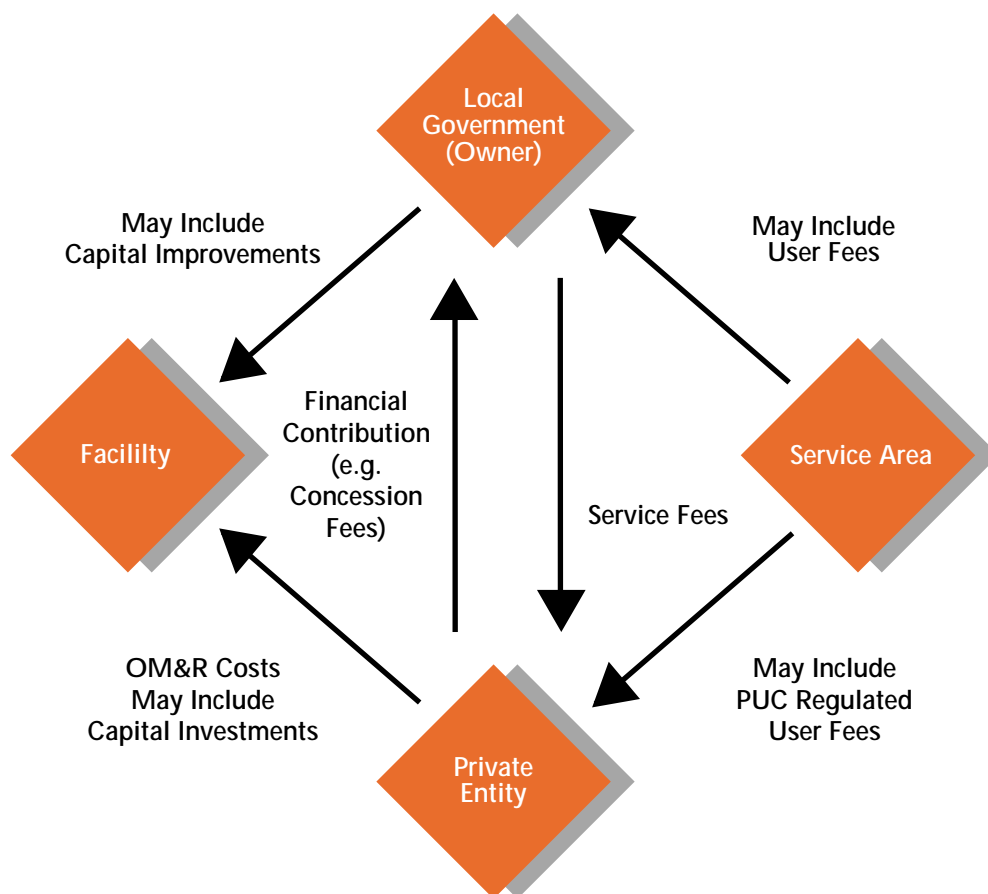 Local
Government
(Owner)
May Include
Capital Improvements
May Include
User Fees
Facililty
Financial
Contribution
(e.g.
Concession
Fees)
Service Fees
Service Area
OM&R Costs
May Include
Capital Investments
May Include
PUC Regulated
User Fees
Private
Entity